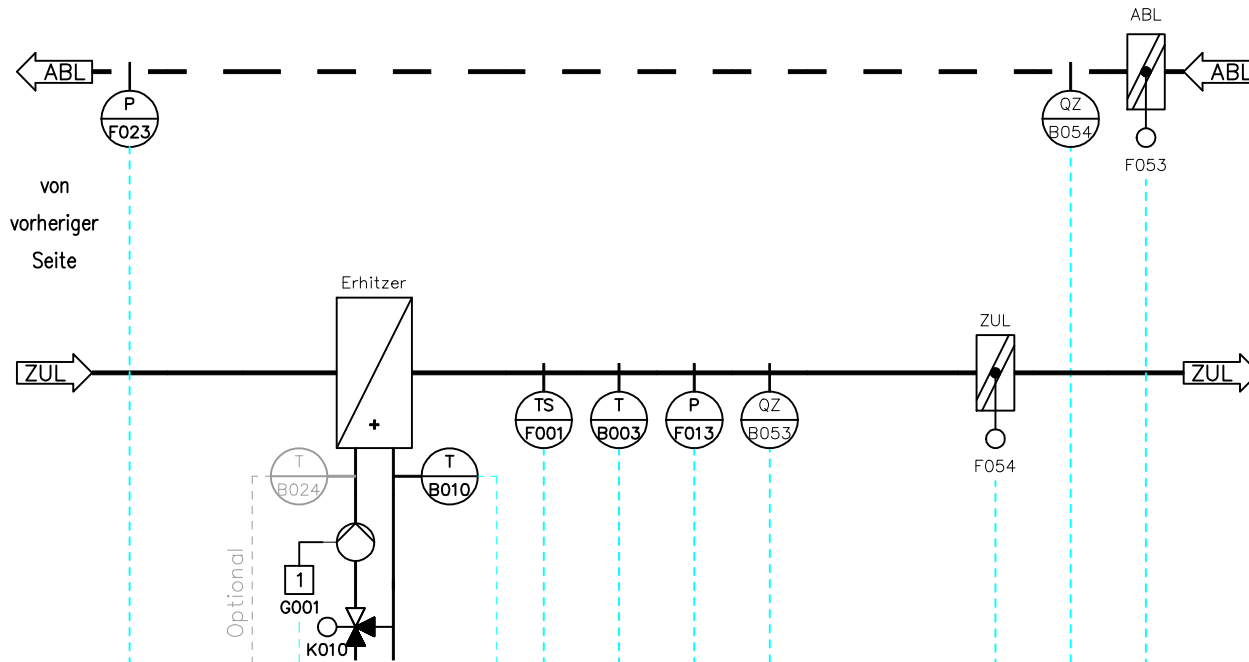 ABL
ABL
ABL
P
F023
QZ
B054
F053
von
vorheriger
Seite
Erhitzer
ZUL
ZUL
ZUL
+
TS
F001
T
B003
P
F013
QZ
B053
F054
T
B024
T
B010
Optional
1
G001
K010